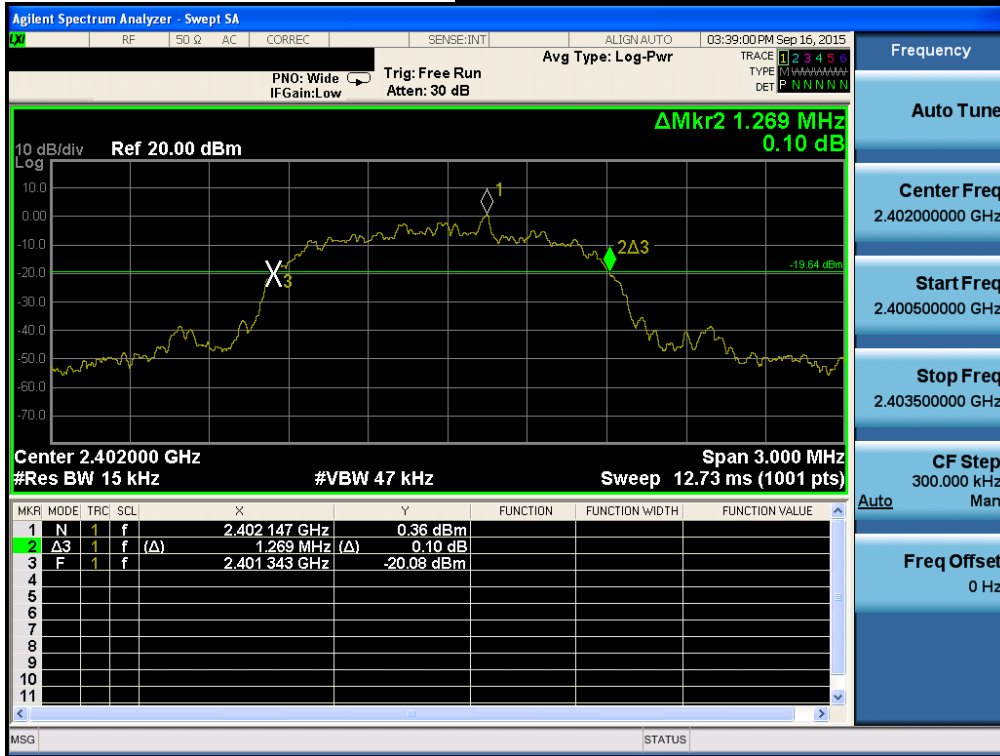 Agilent Spectrum Analyzer - Swept SA
LXI RF 50 Ω AC CORREC SENSE:INT ALIGN AUTO 03:39:00 PM Sep 16, 2015
Frequency
PNO: Wide Trig: Free Run Avg Type: Log-Pwr TRACE 1 2 3 4 5 6
IFGain:Low Atten: 30 dB TYPE M WWWWW
DET P N N N N N
Auto Tune
ΔMkr2 1.269 MHz
0.10 dB
10 dB/div Ref 20.00 dBm
Log
10.0
0.00
-10.0
-20.0
-30.0
-40.0
-50.0
-60.0
-70.0
1
2Δ3
3
-19.64 dBm
Center 2.402000 GHz Span 3.000 MHz
#Res BW 15 kHz #VBW 47 kHz Sweep 12.73 ms (1001 pts)
Center Freq
2.402000000 GHz
Start Freq
2.400500000 GHz
Stop Freq
2.403500000 GHz
CF Step
300.000 kHz
Auto Man
Freq Offset
0 Hz
MKR MODE TRC SCL X Y FUNCTION FUNCTION WIDTH FUNCTION VALUE
1 N 1 f 2.402 147 GHz 0.36 dBm
2 Δ3 1 f (Δ) 1.269 MHz (Δ) 0.10 dB
3 F 1 f 2.401 343 GHz -20.08 dBm
4
5
6
7
8
9
10
11
MSG STATUS